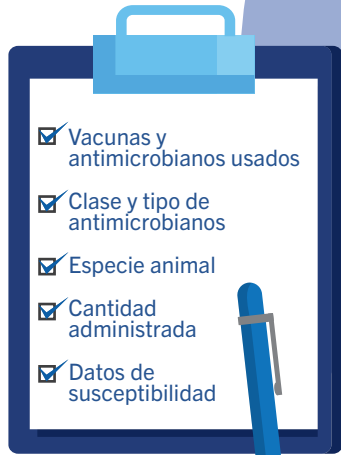 Vacunas y
antimicrobianos usados
Clase y tipo de
antimicrobianos
Especie animal
Cantidad
administrada
Datos de
susceptibilidad